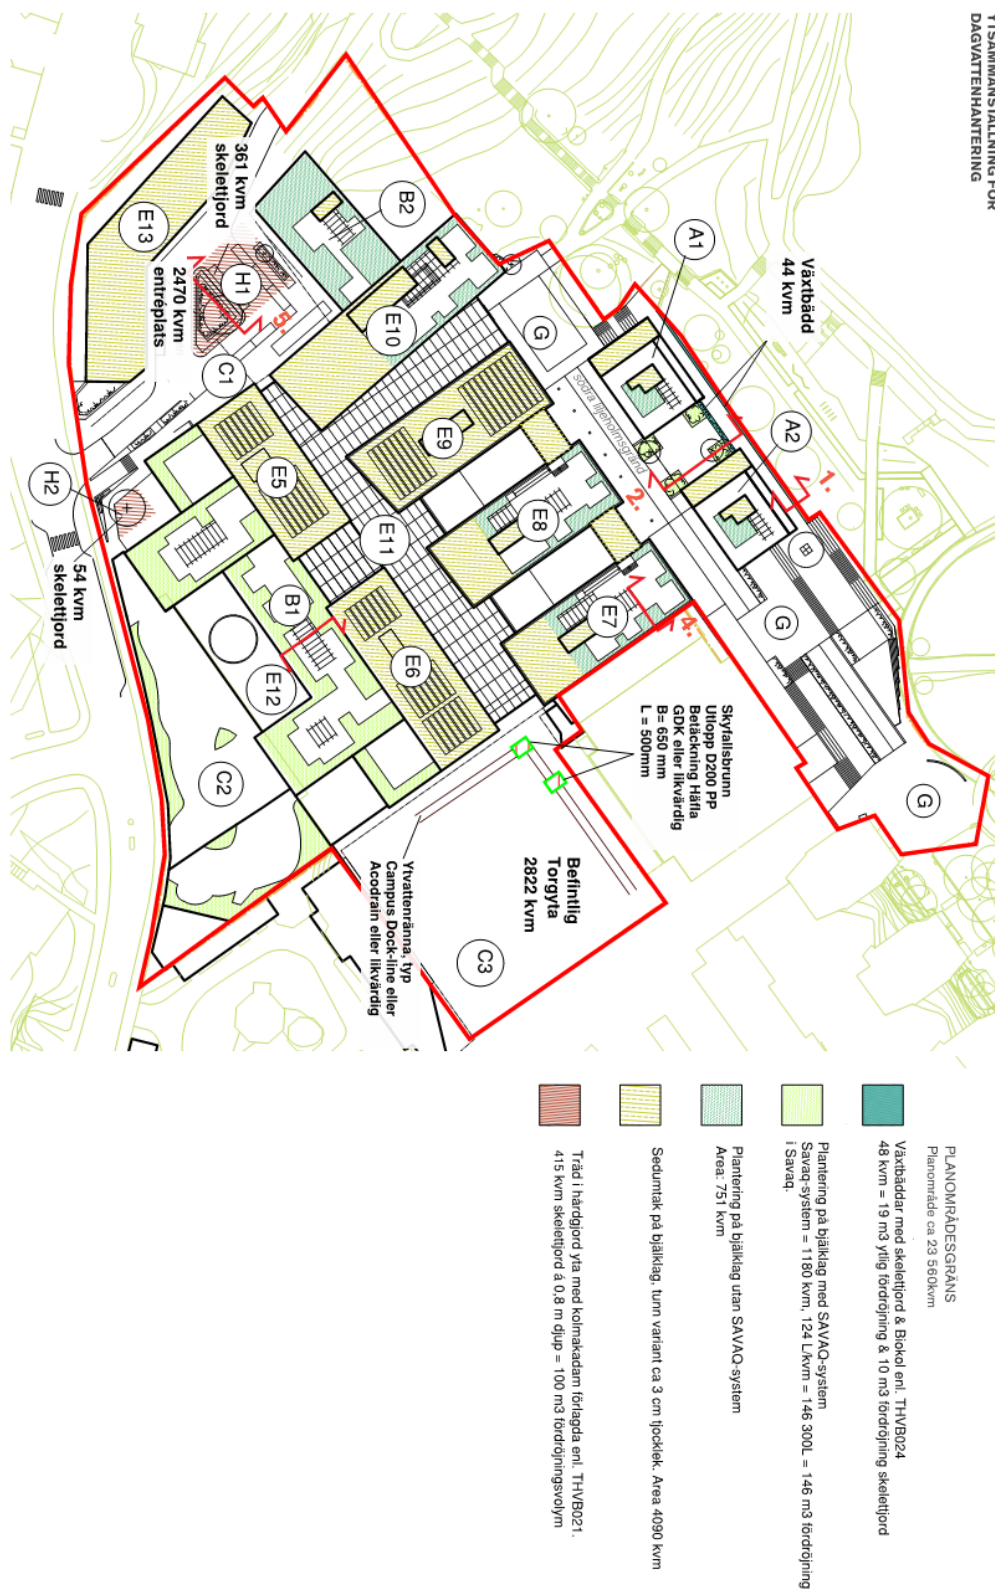 YTSAMMANSTÄLLNING FÖR
DAGVATTENHANTERING
Växtbädd
44 kvm
A1
A2
1.
2.
G
G
G
södra liljeholmsgränd
B2
E10
E9
E8
E7
4.
E13
361 kvm
skelettjord
H1
2470 kvm
entréplats
5.
C1
E5
E11
E6
B1
E12
H2
54 kvm
skelettjord
C2
Skyfallsbrunn
Utlopp D200 PP
Betäckning Häfla
GDK eller likvärdig
B= 650 mm
L = 500mm
Befintlig
Torgyta
2822 kvm
C3
Ytvattenränna, typ
Campus Dock-line eller
Acodrain eller likvärdig
PLANOMRÅDESGRÄNS
Planområde ca 23 560kvm
Växtbäddar med skelettjord & Biokol enl. THVB024
48 kvm = 19 m3 ytlig fördröjning & 10 m3 fördröjning skelettjord
Plantering på bjälklag med SAVAQ-system
Savaq-system = 1180 kvm, 124 L/kvm = 146 300L = 146 m3 fördröjning
i Savaq.
Plantering på bjälklag utan SAVAQ-system
Area: 751 kvm
Sedumtak på bjälklag, tunn variant ca 3 cm tjocklek. Area 4090 kvm
Träd i hårdgjord yta med kolmakadam förlagda enl. THVB021.
415 kvm skelettjord á 0,8 m djup = 100 m3 fördröjningsvolym